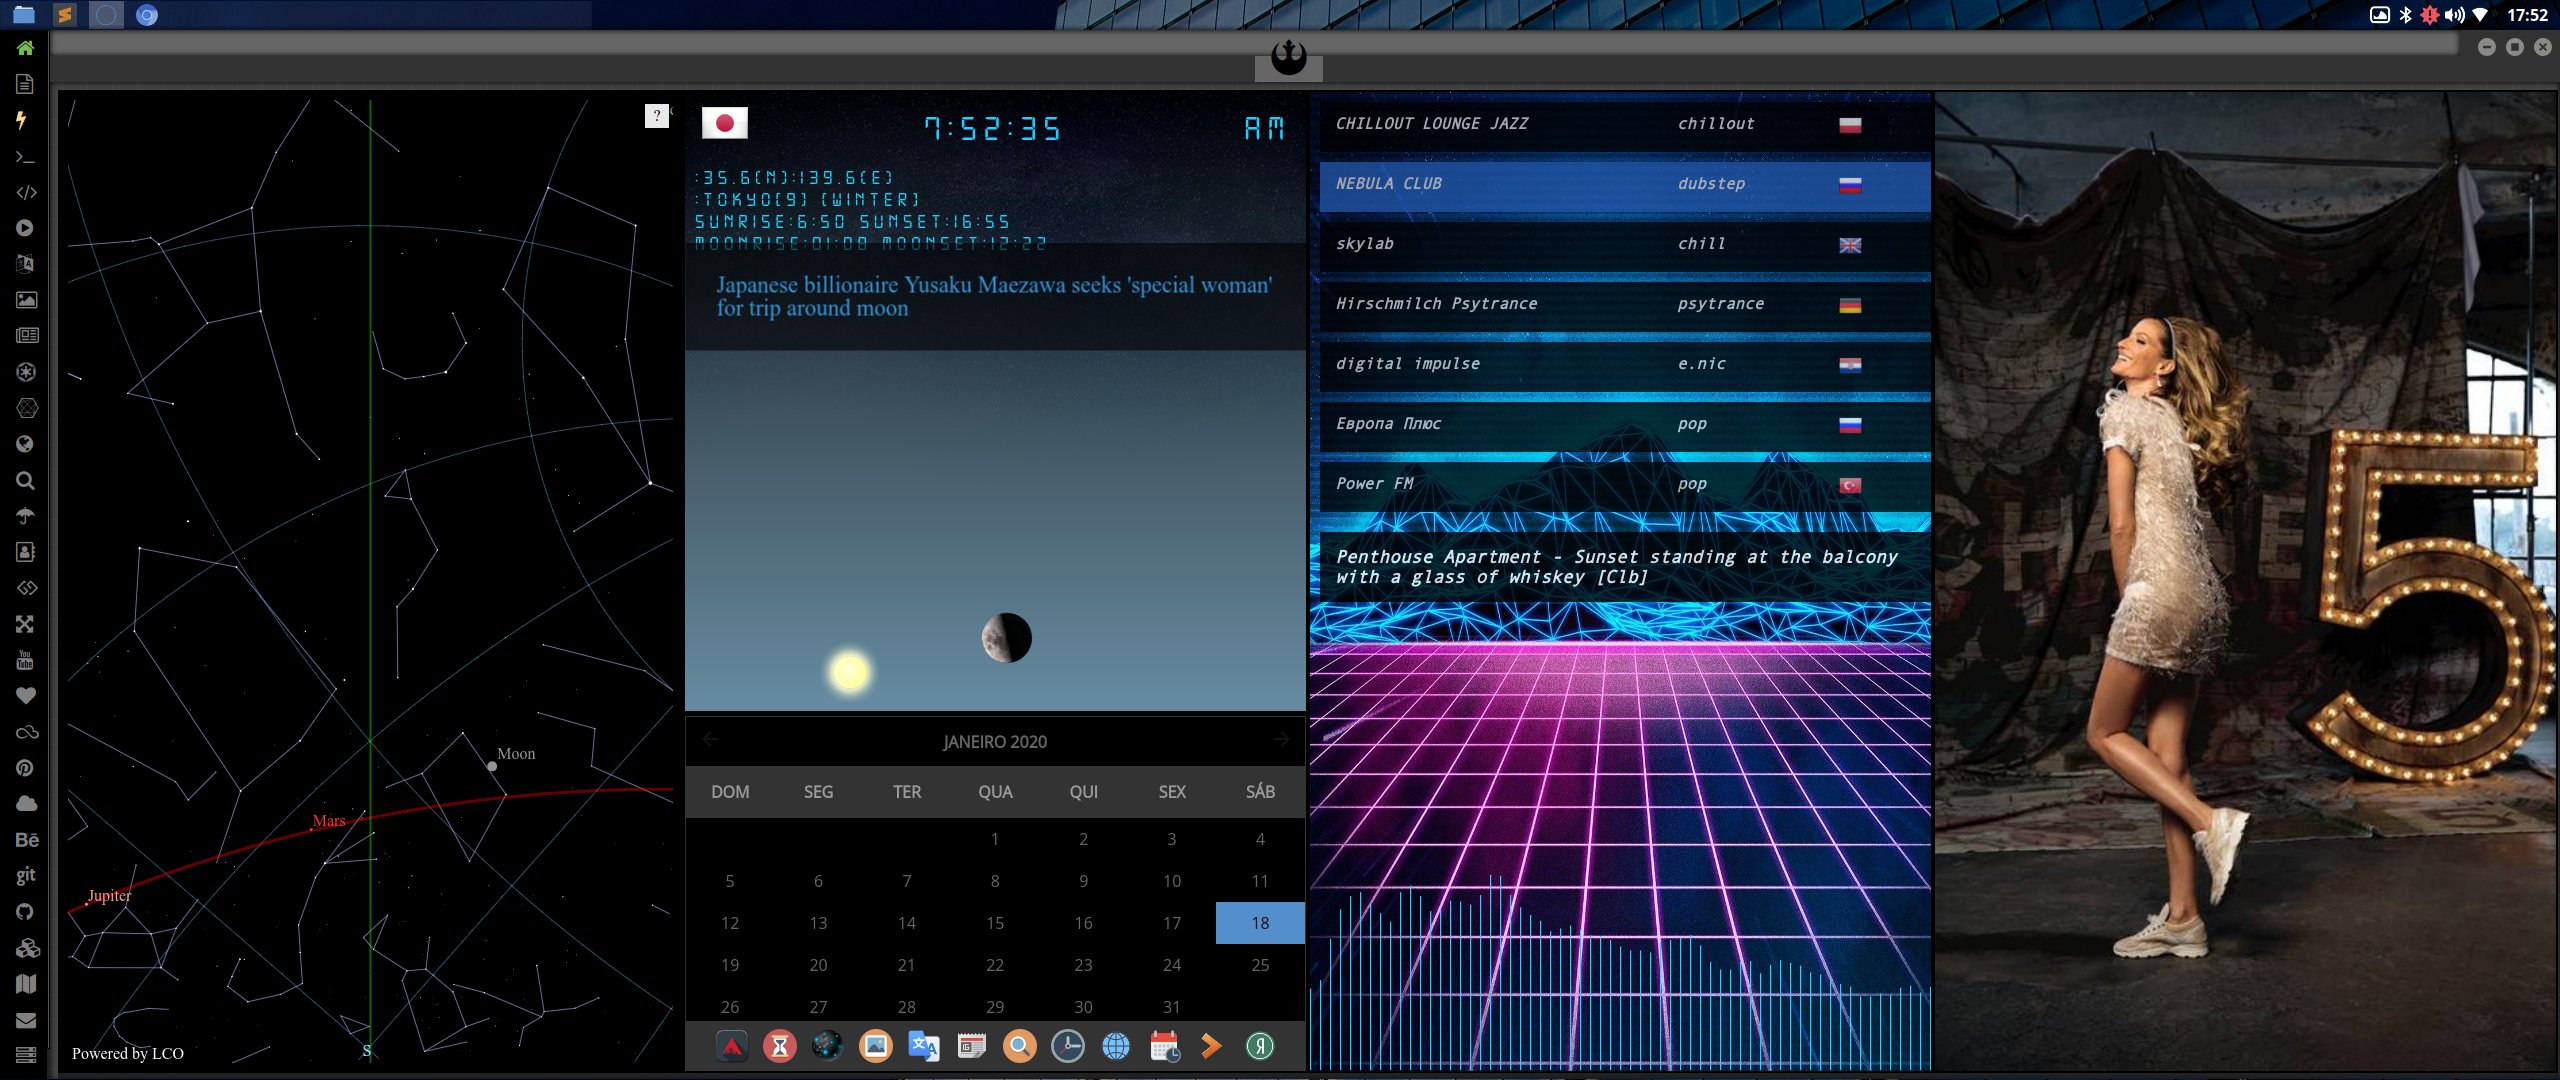 17:52
?
Moon
Mars
Jupiter
S
Powered by LCO
7:52:35 AM
:35.6(N):139.6(E)
:TOKYO(9) (WINTER)
SUNRISE:6:50 SUNSET:16:55
MOONRISE:01:08 MOONSET:12:22
Japanese billionaire Yusaku Maezawa seeks 'special woman'
for trip around moon
JANEIRO 2020
DOM SEG TER QUA QUI SEX SÁB
1 2 3 4
5 6 7 8 9 10 11
12 13 14 15 16 17 18
19 20 21 22 23 24 25
26 27 28 29 30 31
CHILLOUT LOUNGE JAZZ chillout
NEBULA CLUB dubstep
skylab chill
Hirschmilch Psytrance psytrance
digital impulse e.nic
Европа Плюс pop
Power FM pop
Penthouse Apartment - Sunset standing at the balcony
with a glass of whiskey [Clb]
You
Tube
Bē
git
5